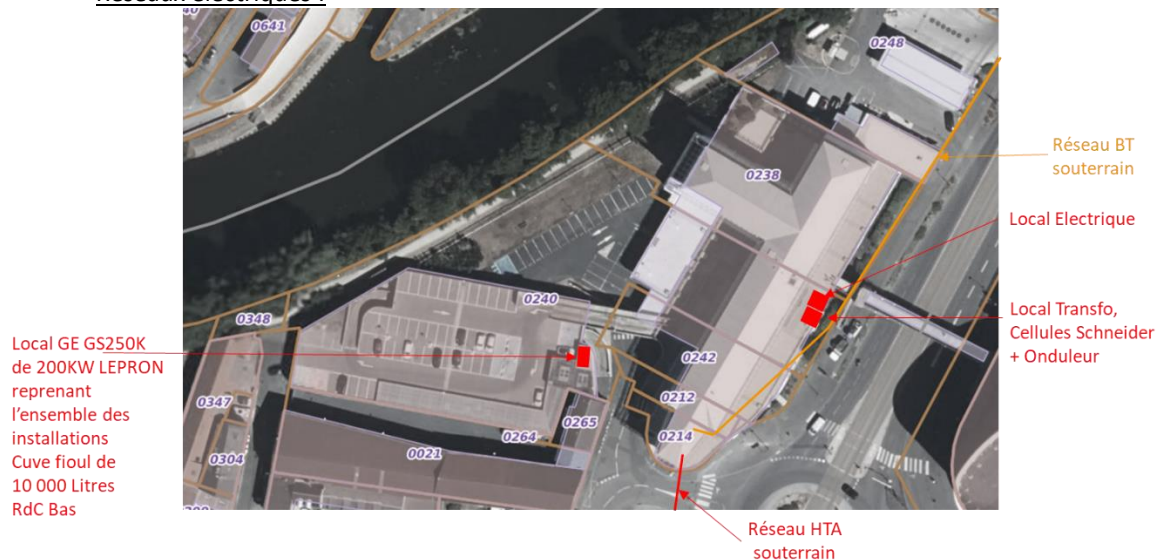 Réseaux électriques :
0641
0248
Réseau BT
souterrain
0238
Local Electrique
0240
0348
Local Transfo,
Cellules Schneider
+ Onduleur
Local GE GS250K
de 200KW LEPRON
reprenant
l'ensemble des
installations
Cuve fioul de
10 000 Litres
RdC Bas
0242
0347
0212
0265
0214
0264
0304
0021
Réseau HTA
souterrain